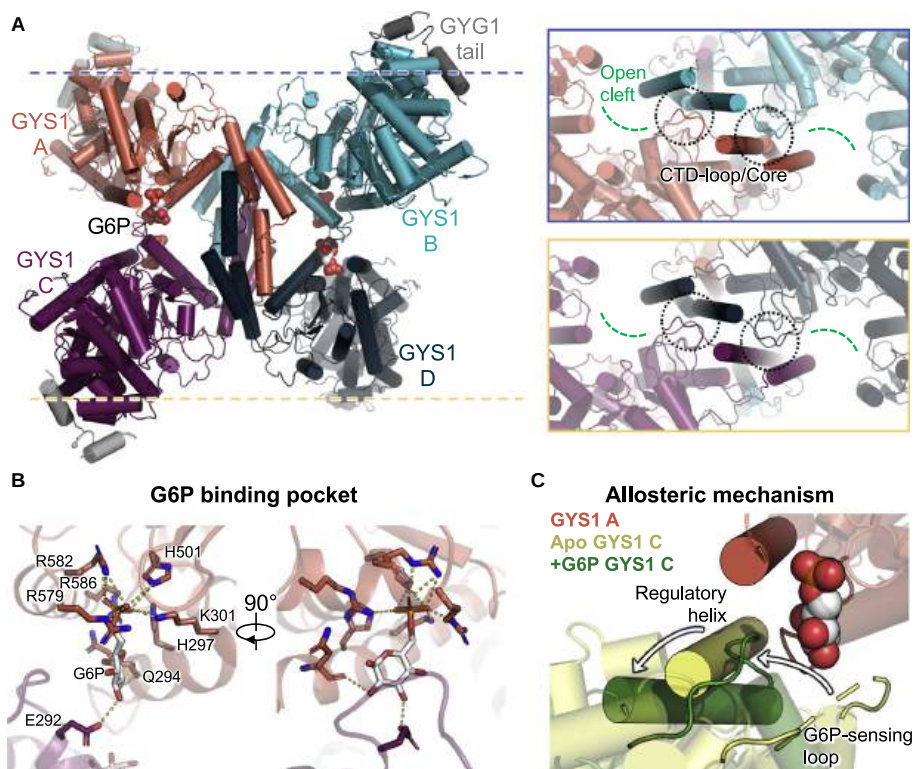 A
GYG1
tail
GYS1
A
G6P
GYS1
C
GYS1
B
GYS1
D
Open
cleft
CTD-loop/Core
B
G6P binding pocket
R582
R586
R579
H501
K301
H297
G6P
Q294
E292
90°
C
Allosteric mechanism
GYS1 A
Apo GYS1 C
+G6P GYS1 C
Regulatory
helix
G6P-sensing
loop